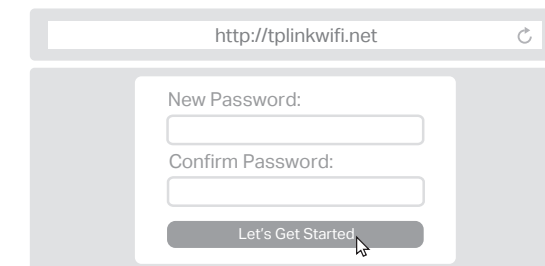 http://tplinkwifi.net
New Password:
Confirm Password:
Let's Get Started